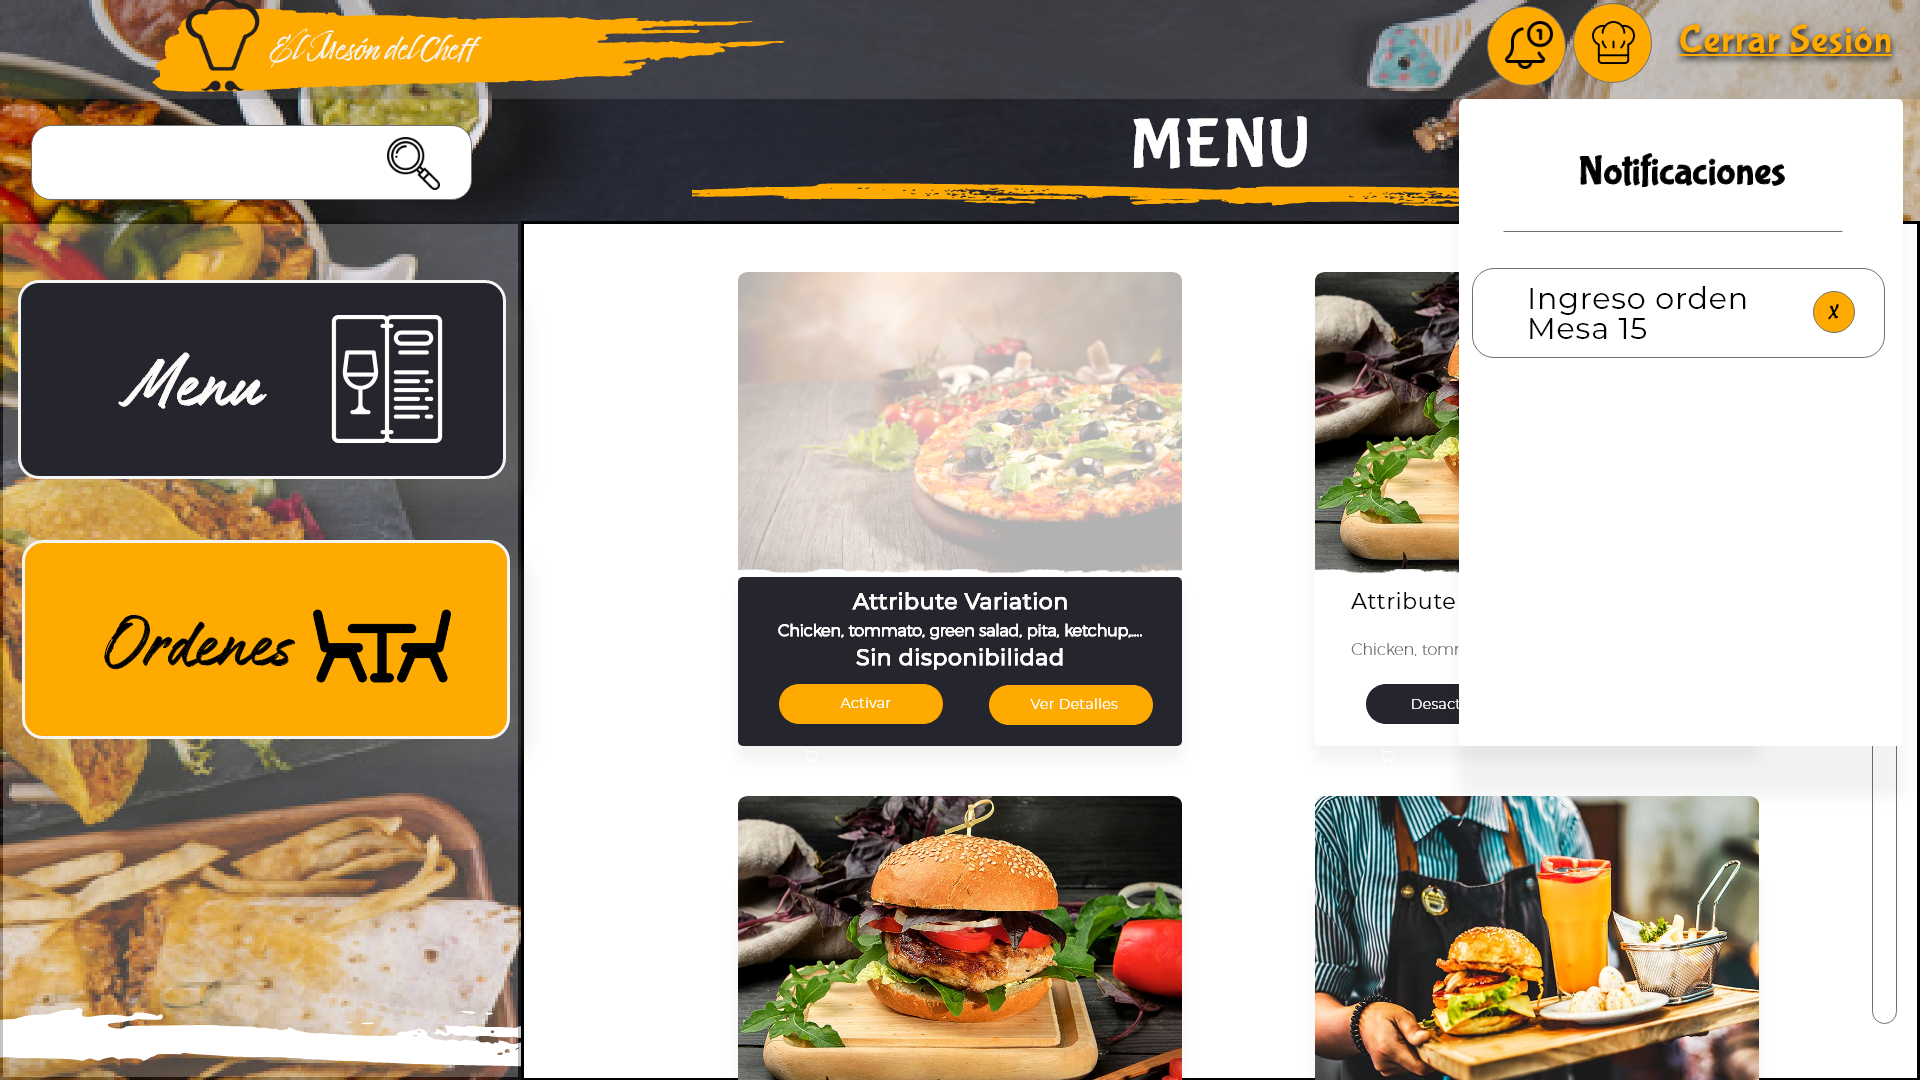 El Mesón del Cheff
1
Cerrar Sesión
MENU
Notificaciones
Ingreso orden
Mesa 15
X
Menu
Ordenes
Attribute Variation
Chicken, tommato, green salad, pita, ketchup,....
Sin disponibilidad
Activar
Ver Detalles
Attribute
Chicken, tomm
Desact